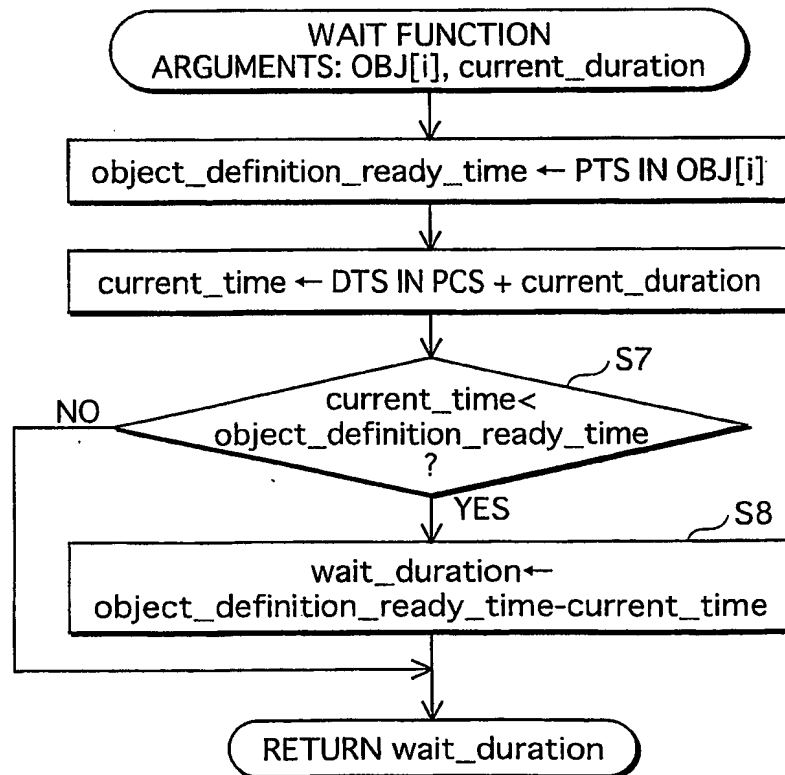 WAIT FUNCTION
ARGUMENTS: OBJ[i], current_duration
object_definition_ready_time ← PTS IN OBJ[i]
current_time ← DTS IN PCS + current_duration
S7
NO
current_time<
object_definition_ready_time
?
YES
S8
wait_duration←
object_definition_ready_time-current_time
RETURN wait_duration